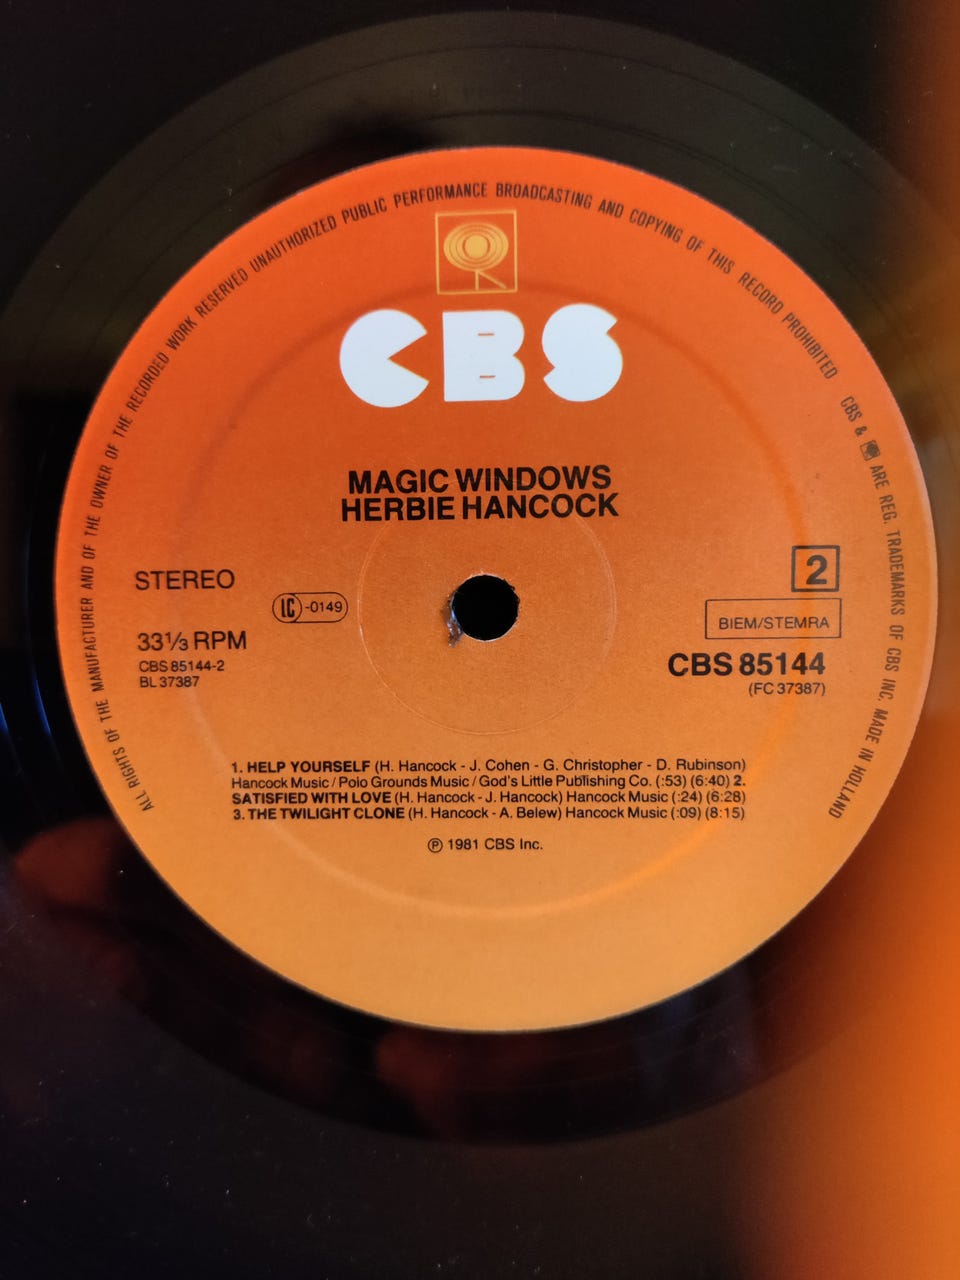 ALL RIGHTS OF THE MANUFACTURER AND OF THE OWNER OF THE RECORDED WORK RESERVED UNAUTHORIZED PUBLIC PERFORMANCE BROADCASTING AND COPYING OF THIS RECORD PROHIBITED
CBS & ARE REG. TRADEMARKS OF CBS INC. MADE IN HOLLAND
CBS
MAGIC WINDOWS
HERBIE HANCOCK
STEREO
LC-0149
33⅓ RPM
CBS 85144-2
BL 37387
2
BIEM/STEMRA
CBS 85144
(FC 37387)
1. HELP YOURSELF (H. Hancock - J. Cohen - G. Christopher - D. Rubinson)
Hancock Music / Polo Grounds Music / God's Little Publishing Co. (:53) (6:40) 2.
SATISFIED WITH LOVE (H. Hancock - J. Hancock) Hancock Music (:24) (6:28)
3. THE TWILIGHT CLONE (H. Hancock - A. Belew) Hancock Music (:09) (8:15)
℗ 1981 CBS Inc.